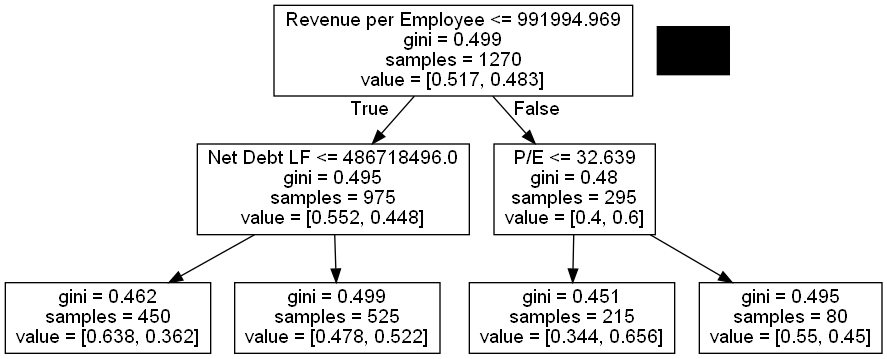 Revenue per Employee <= 991994.969
gini = 0.499
samples = 1270
value = [0.517, 0.483]
True
False
Net Debt LF <= 486718496.0
gini = 0.495
samples = 975
value = [0.552, 0.448]
P/E <= 32.639
gini = 0.48
samples = 295
value = [0.4, 0.6]
gini = 0.462
samples = 450
value = [0.638, 0.362]
gini = 0.499
samples = 525
value = [0.478, 0.522]
gini = 0.451
samples = 215
value = [0.344, 0.656]
gini = 0.495
samples = 80
value = [0.55, 0.45]